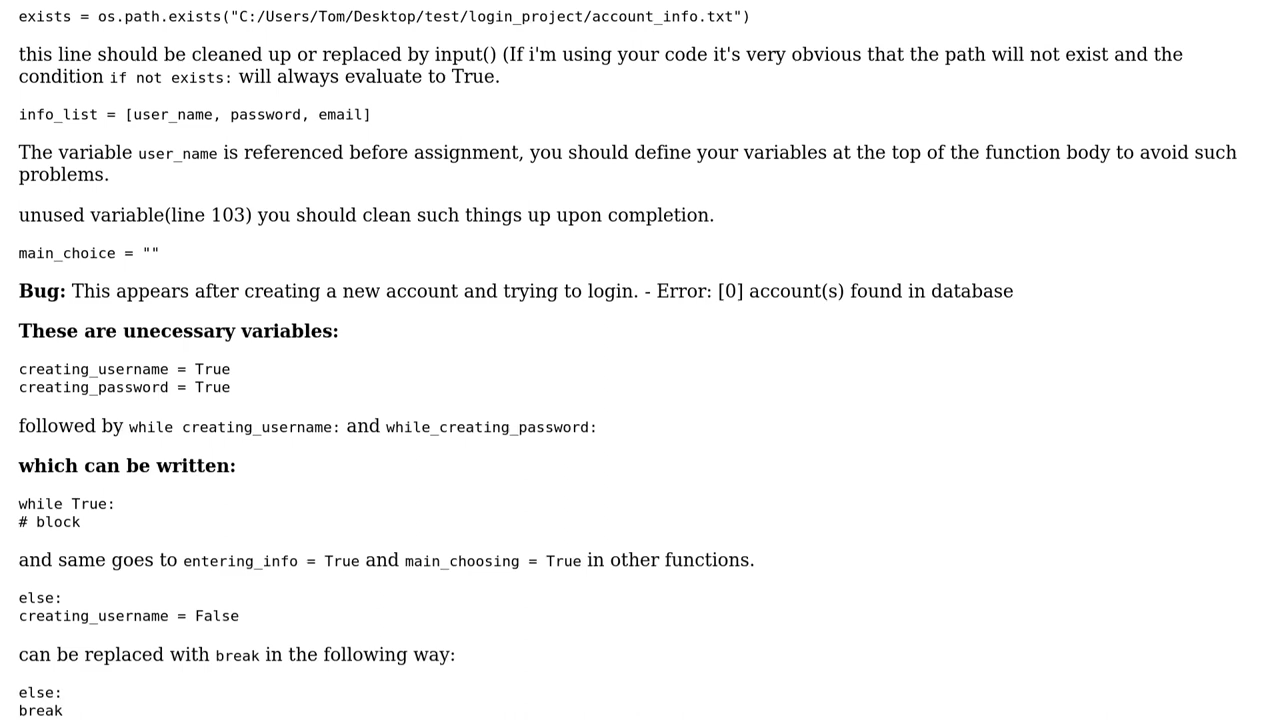 exists = os.path.exists("C:/Users/Tom/Desktop/test/login_project/account_info.txt")
this line should be cleaned up or replaced by input() (If i'm using your code it's very obvious that the path will not exist and the
condition if not exists: will always evaluate to True.
info_list = [user_name, password, email]
The variable user_name is referenced before assignment, you should define your variables at the top of the function body to avoid such
problems.
unused variable(line 103) you should clean such things up upon completion.
main_choice = ""
Bug: This appears after creating a new account and trying to login. - Error: [0] account(s) found in database
These are unecessary variables:
creating_username = True
creating_password = True
followed by while creating_username: and while_creating_password:
which can be written:
while True:
# block
and same goes to entering_info = True and main_choosing = True in other functions.
else:
creating_username = False
can be replaced with break in the following way:
else:
break